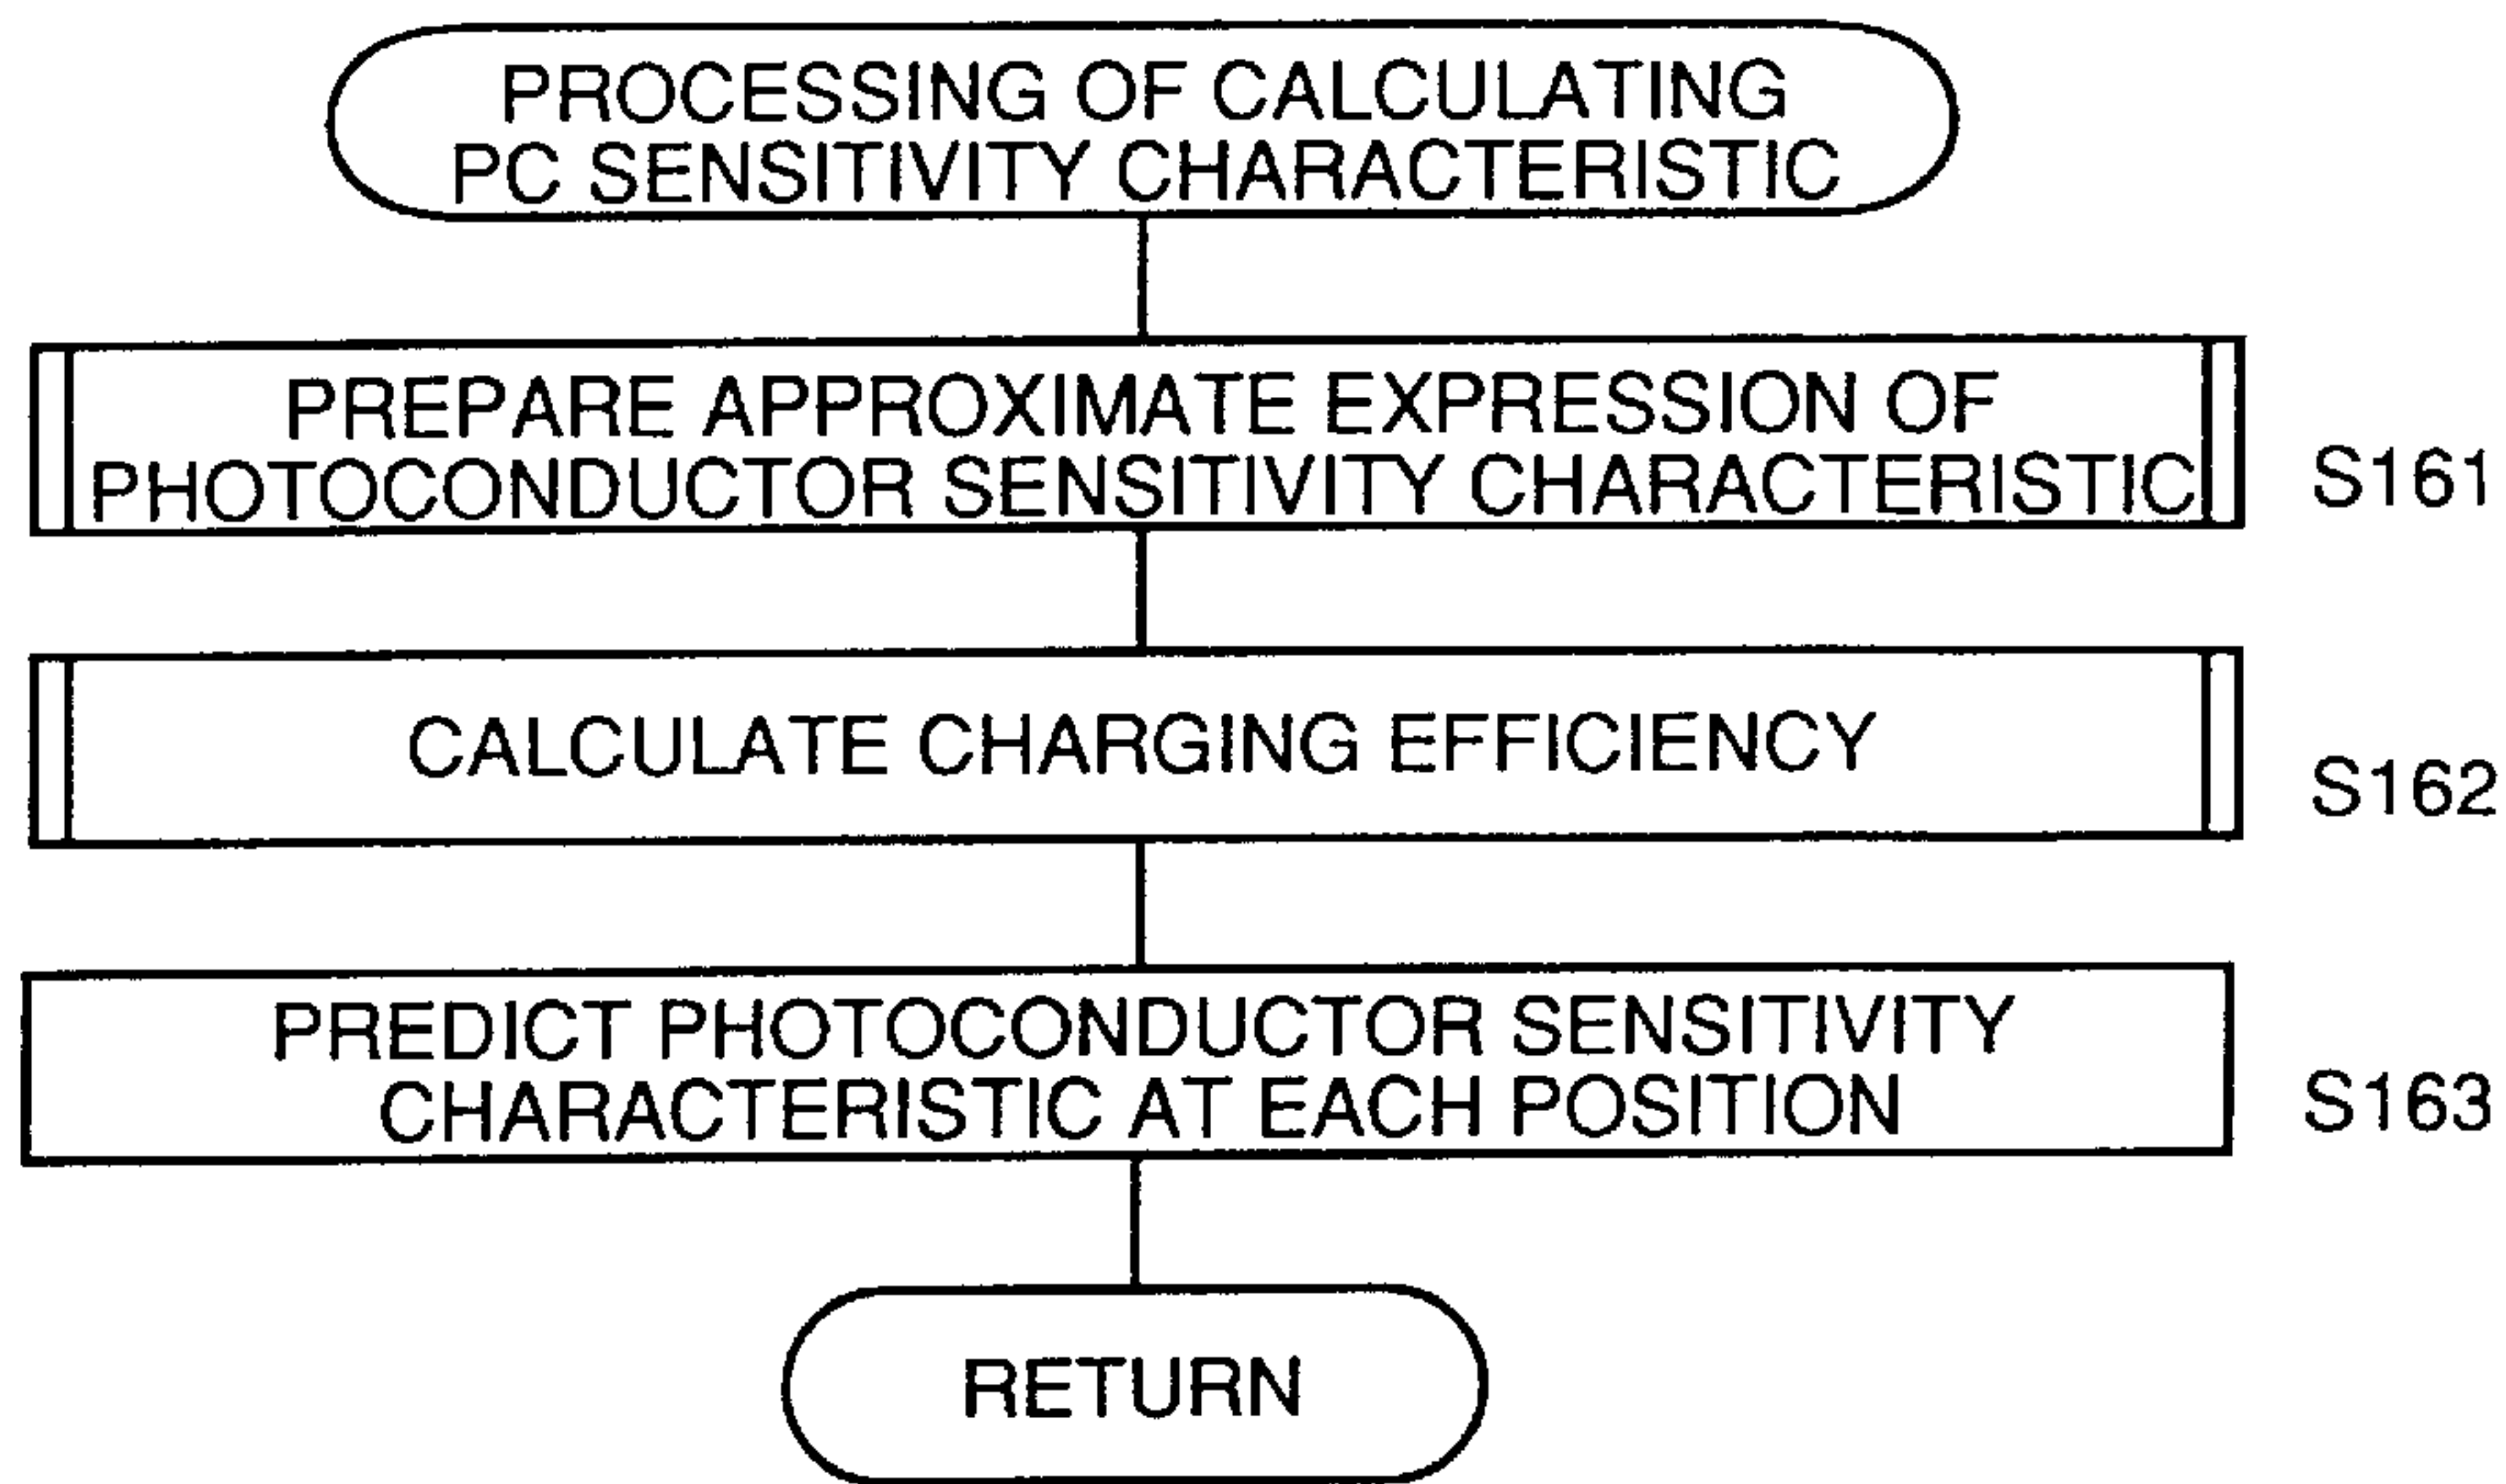 PROCESSING OF CALCULATING
PC SENSITIVITY CHARACTERISTIC
PREPARE APPROXIMATE EXPRESSION OF
PHOTOCONDUCTOR SENSITIVITY CHARACTERISTIC
S161
CALCULATE CHARGING EFFICIENCY
S162
PREDICT PHOTOCONDUCTOR SENSITIVITY
CHARACTERISTIC AT EACH POSITION
S163
RETURN